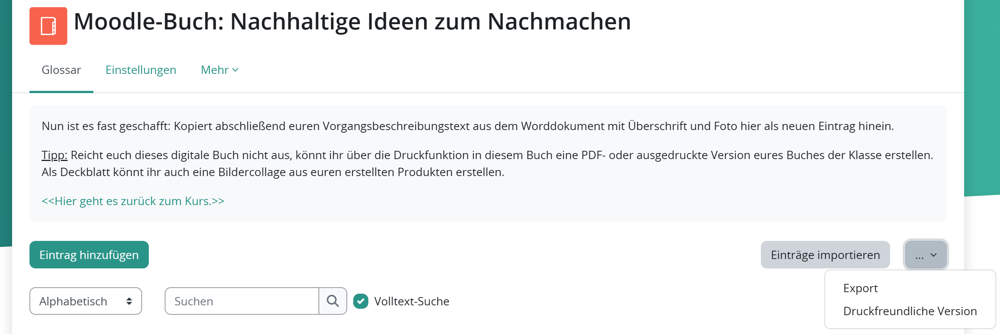 Moodle-Buch: Nachhaltige Ideen zum Nachmachen
Glossar Einstellungen Mehr
Nun ist es fast geschafft: Kopiert abschließend euren Vorgangsbeschreibungstext aus dem Worddokument mit Überschrift und Foto hier als neuen Eintrag hinein.
Tipp: Reicht euch dieses digitale Buch nicht aus, könnt ihr über die Druckfunktion in diesem Buch eine PDF- oder ausgedruckte Version eures Buches der Klasse erstellen.
Als Deckblatt könnt ihr auch eine Bildercollage aus euren erstellten Produkten erstellen.
<<Hier geht es zurück zum Kurs.>>
Eintrag hinzufügen Einträge importieren ...
Export
Alphabetisch Suchen Volltext-Suche
Druckfreundliche Version